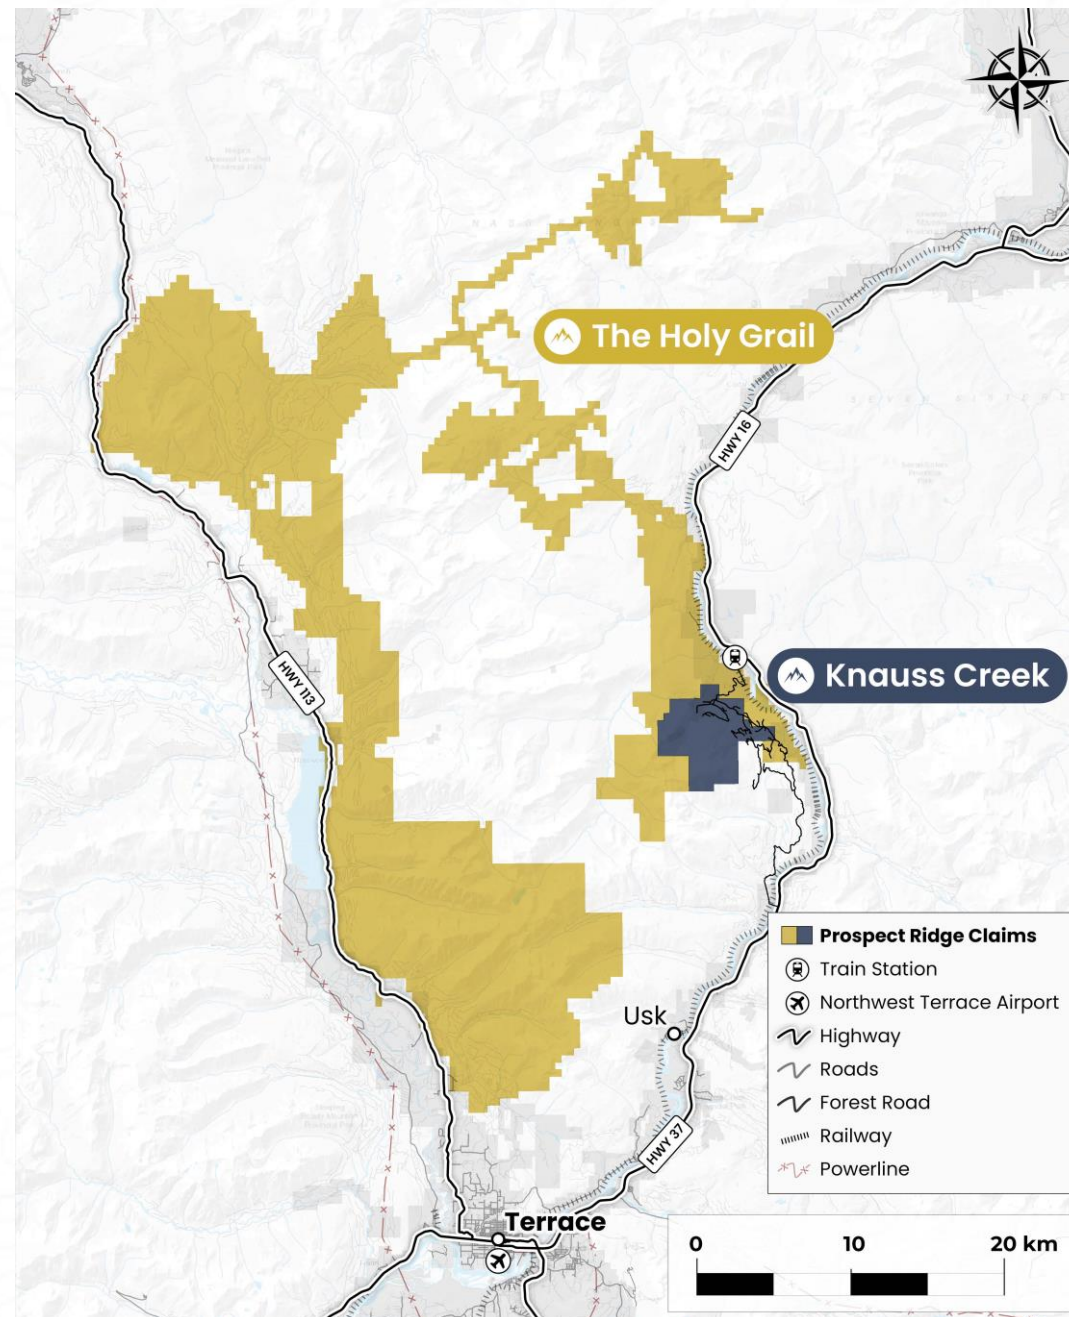 The Holy Grail
HWY 16
Knauss Creek
HWY 113
Prospect Ridge Claims
Train Station
Northwest Terrace Airport
Highway
Roads
Forest Road
Railway
Powerline
Usk
HWY 37
Terrace
0 10 20 km